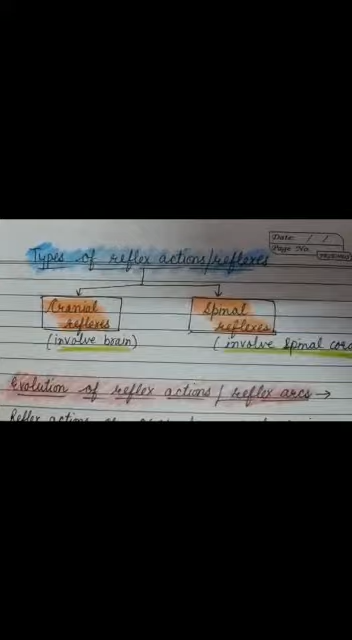 Date: / /
Page No.
Types of reflex actions/reflexes
Cranial reflexes
Spinal reflexes
(involve brain)
(involve spinal cord
Evolution of reflex actions / reflex arcs →
Reflex actions